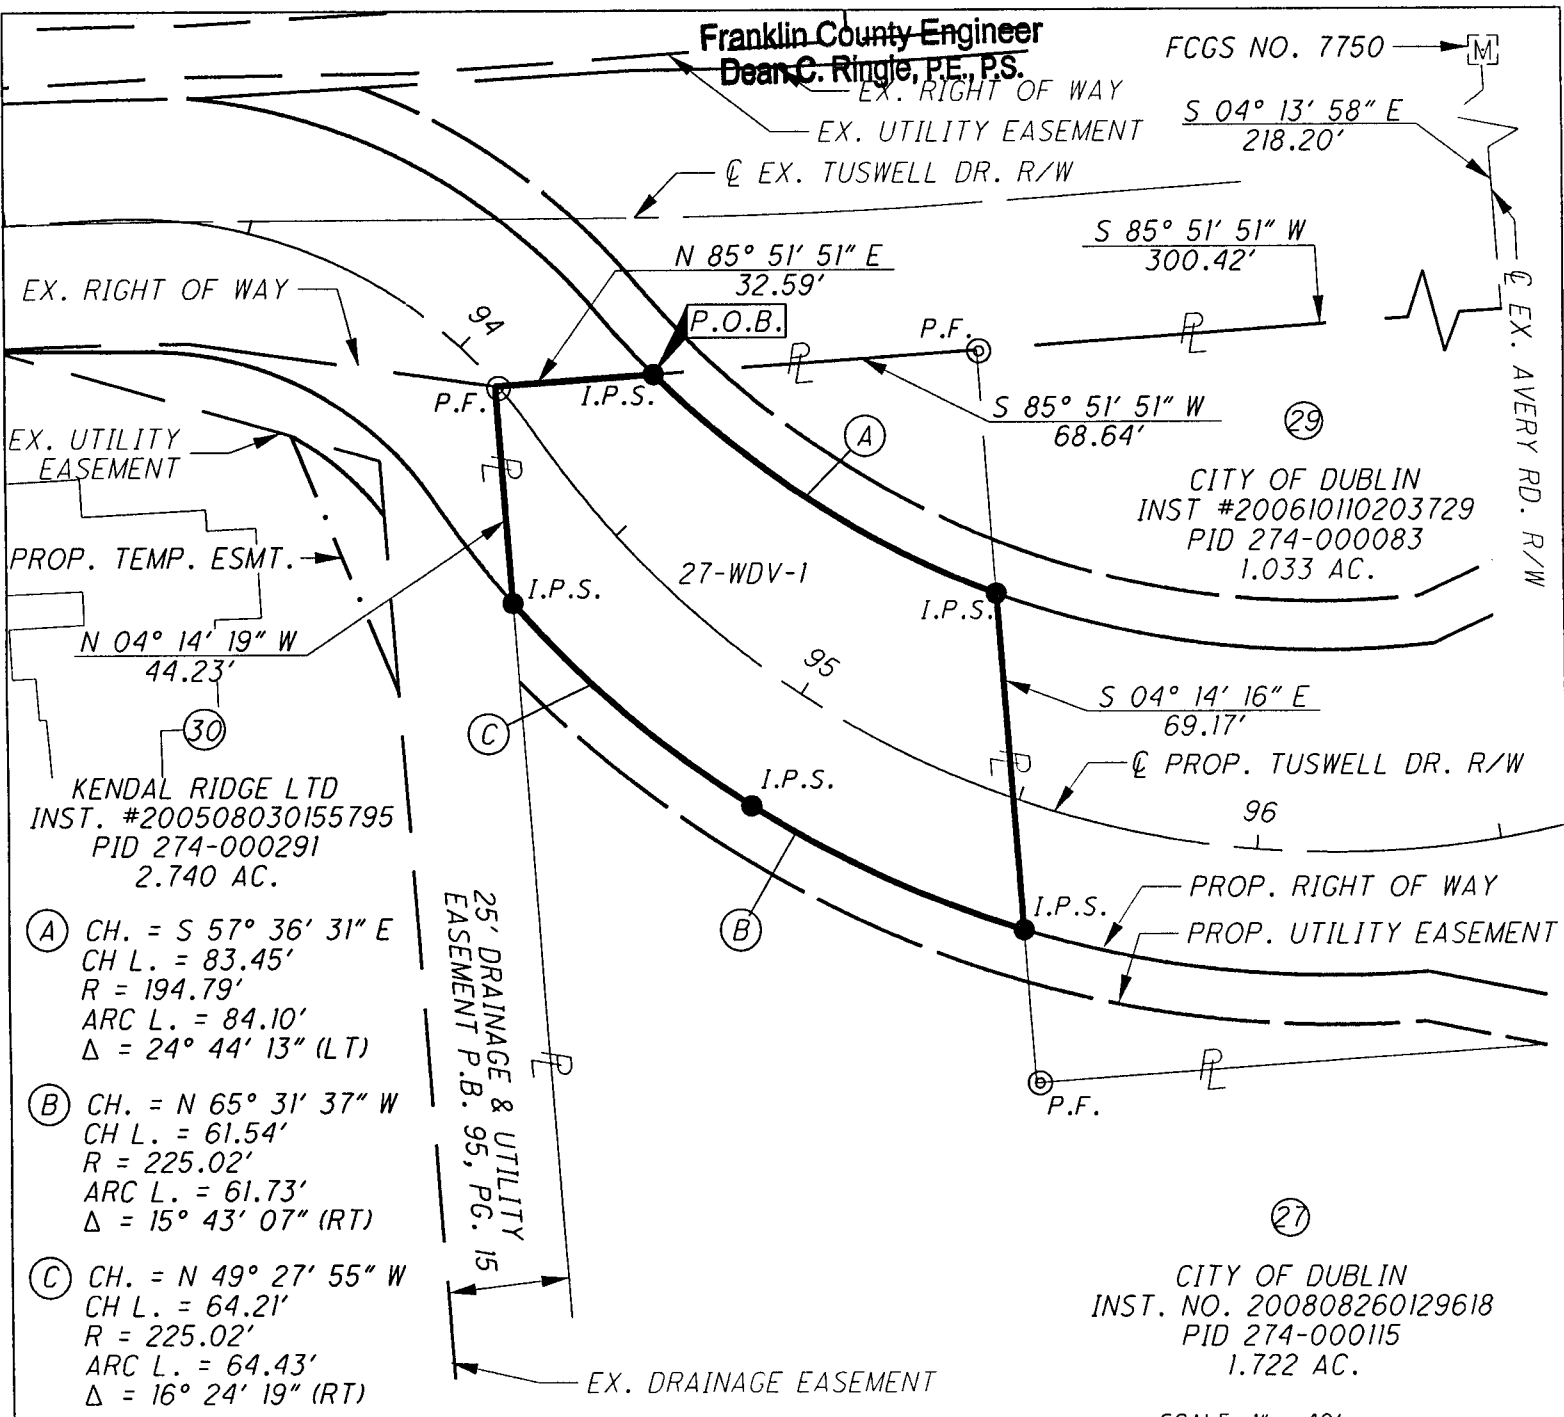 Franklin County Engineer
Dean C. Ringle, P.E., P.S.
FCGS NO. 7750
M
EX. RIGHT OF WAY
EX. UTILITY EASEMENT
S 04° 13' 58" E
218.20'
℄ EX. TUSWELL DR. R/W
N 85° 51' 51" E
32.59'
S 85° 51' 51" W
300.42'
EX. RIGHT OF WAY
94
P.O.B.
P.F.
PL
PL
℄ EX. AVERY RD. R/W
P.F.
I.P.S.
S 85° 51' 51" W
68.64'
EX. UTILITY
EASEMENT
PL
A
29
CITY OF DUBLIN
INST #200610110203729
PID 274-000083
1.033 AC.
PROP. TEMP. ESMT.
I.P.S.
27-WDV-1
I.P.S.
N 04° 14' 19" W
44.23'
95
S 04° 14' 16" E
69.17'
30
C
PL
℄ PROP. TUSWELL DR. R/W
KENDAL RIDGE LTD
INST. #200508030155795
PID 274-000291
2.740 AC.
I.P.S.
96
25' DRAINAGE & UTILITY
EASEMENT P.B. 95, PG. 15
B
I.P.S.
PROP. RIGHT OF WAY
PROP. UTILITY EASEMENT
A CH. = S 57° 36' 31" E
CH L. = 83.45'
R = 194.79'
ARC L. = 84.10'
Δ = 24° 44' 13" (LT)
PL
PL
P.F.
B CH. = N 65° 31' 37" W
CH L. = 61.54'
R = 225.02'
ARC L. = 61.73'
Δ = 15° 43' 07" (RT)
C CH. = N 49° 27' 55" W
CH L. = 64.21'
R = 225.02'
ARC L. = 64.43'
Δ = 16° 24' 19" (RT)
27
CITY OF DUBLIN
INST. NO. 200808260129618
PID 274-000115
1.722 AC.
EX. DRAINAGE EASEMENT